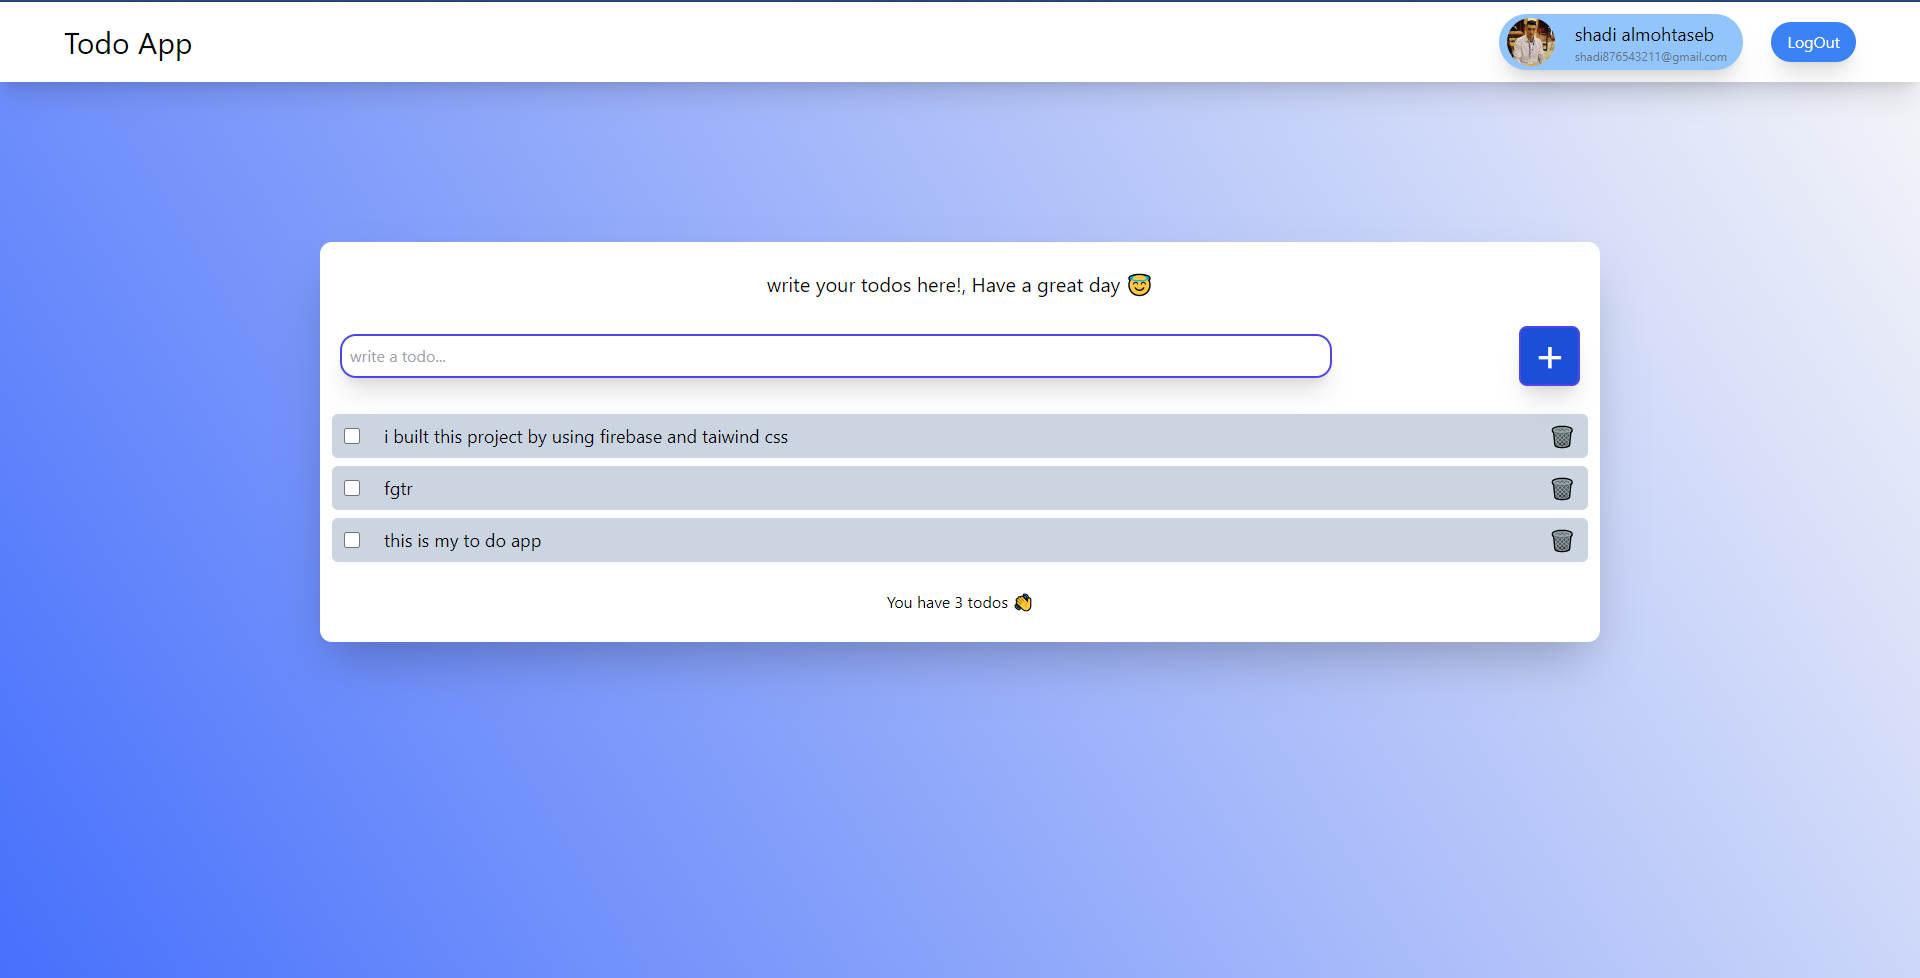 Todo App
shadi almohtaseb
shadi876543211@gmail.com
LogOut
write your todos here!, Have a great day 😇
write a todo...
+
i built this project by using firebase and taiwind css
fgtr
this is my to do app
You have 3 todos 👏